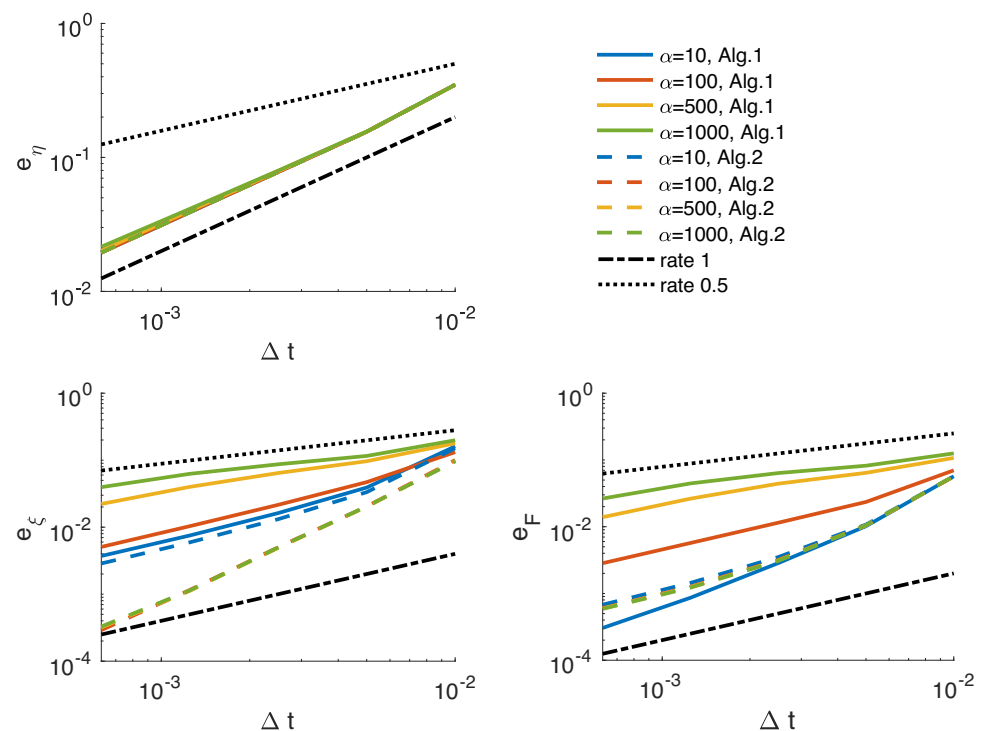 10^0
10^-1
10^-2
e_η
10^-3
10^-2
Δ t
α=10, Alg.1
α=100, Alg.1
α=500, Alg.1
α=1000, Alg.1
α=10, Alg.2
α=100, Alg.2
α=500, Alg.2
α=1000, Alg.2
rate 1
rate 0.5
10^0
10^-2
10^-4
e_ξ
10^-3
10^-2
Δ t
10^0
10^-2
10^-4
e_F
10^-3
10^-2
Δ t